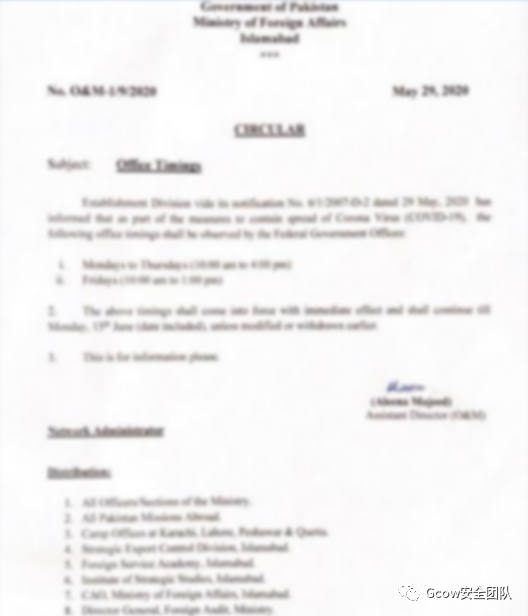 Government of Pakistan
Ministry of Foreign Affairs
Islamabad
***
No. O&M-1/9/2020 May 29, 2020
CIRCULAR
Subject: Office Timings
Establishment Division vide its notification No. 6/1/2007-D-2 dated 29 May, 2020 has
informed that as part of the measures to contain spread of Corona Virus (COVID-19), the
following office timings shall be observed by the Federal Government Offices:
i. Mondays to Thursdays (10:00 am to 4:00 pm)
ii. Fridays (10:00 am to 1:00 pm)
2. The above timings shall come into force with immediate effect and shall continue till
Monday, 15th June (date included), unless modified or withdrawn earlier.
3. This is for information please.
(Aleena Majeed)
Assistant Director (O&M)
Network Administrator
Distribution:
1. All Officers/Sections of the Ministry.
2. All Pakistan Missions Abroad.
3. Camp Offices at Karachi, Lahore, Peshawar & Quetta.
4. Strategic Export Control Division, Islamabad.
5. Foreign Service Academy, Islamabad.
6. Institute of Strategic Studies, Islamabad.
7. CAO, Ministry of Foreign Affairs, Islamabad.
8. Director General, Foreign Audit, Ministry.
Gcow安全团队